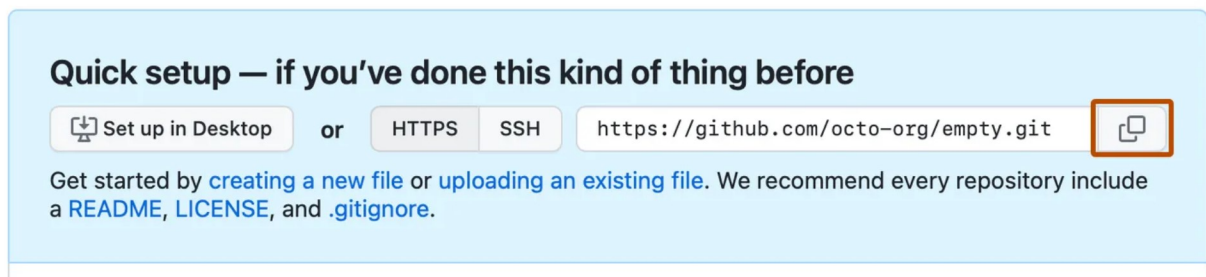 Quick setup — if you’ve done this kind of thing before
Set up in Desktop or HTTPS SSH https://github.com/octo-org/empty.git
Get started by creating a new file or uploading an existing file. We recommend every repository include
a README, LICENSE, and .gitignore.